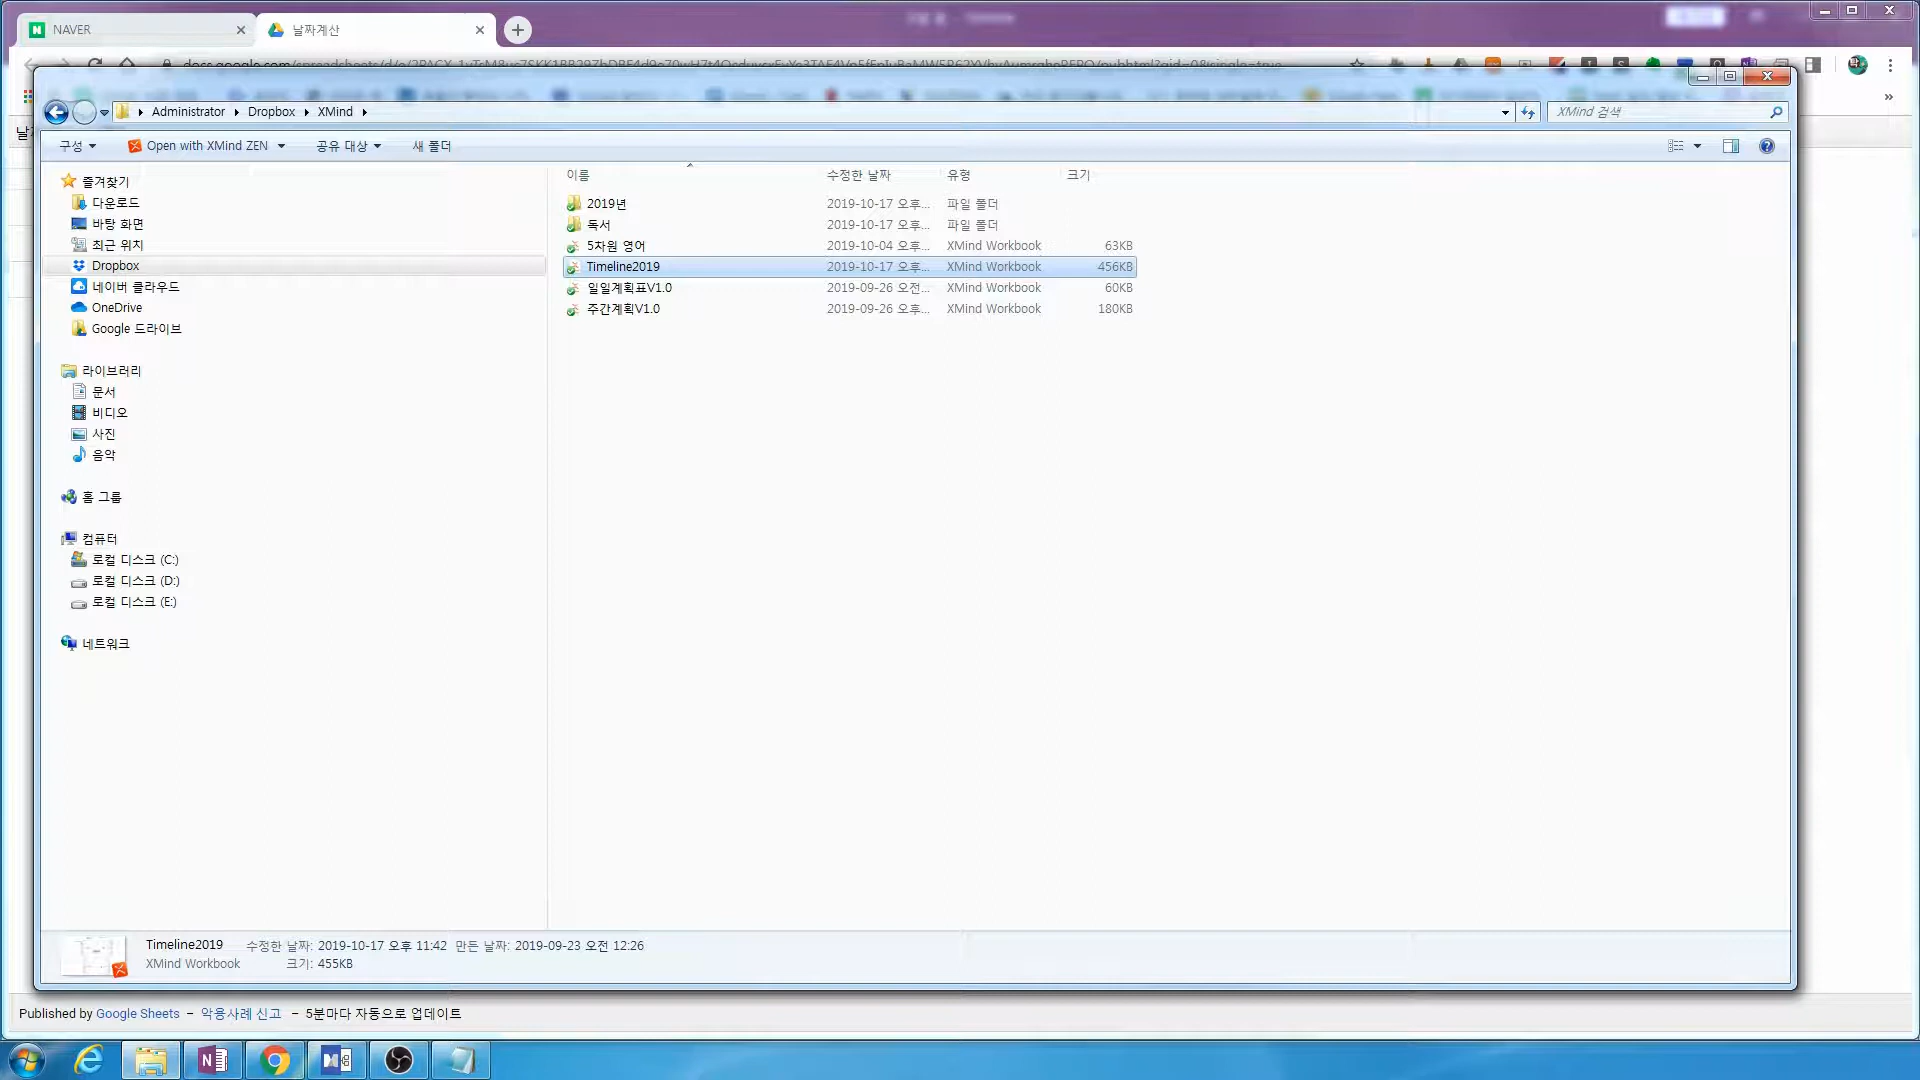 NAVER
날짜계산
Administrator Dropbox XMind
XMind 검색
구성 Open with XMind ZEN 공유 대상 새 폴더
이름 수정한 날짜 유형 크기
즐겨찾기
다운로드
바탕 화면
최근 위치
Dropbox
네이버 클라우드
OneDrive
Google 드라이브
라이브러리
문서
비디오
사진
음악
홈 그룹
컴퓨터
로컬 디스크 (C:)
로컬 디스크 (D:)
로컬 디스크 (E:)
네트워크
2019년 2019-10-17 오후... 파일 폴더
독서 2019-10-17 오후... 파일 폴더
5차원 영어 2019-10-04 오후... XMind Workbook 63KB
Timeline2019 2019-10-17 오후... XMind Workbook 456KB
일일계획표V1.0 2019-09-26 오전... XMind Workbook 60KB
주간계획V1.0 2019-09-26 오후... XMind Workbook 180KB
Timeline2019 수정한 날짜: 2019-10-17 오후 11:42 만든 날짜: 2019-09-23 오전 12:26
XMind Workbook 크기: 455KB
Published by Google Sheets – 악용사례 신고 – 5분마다 자동으로 업데이트